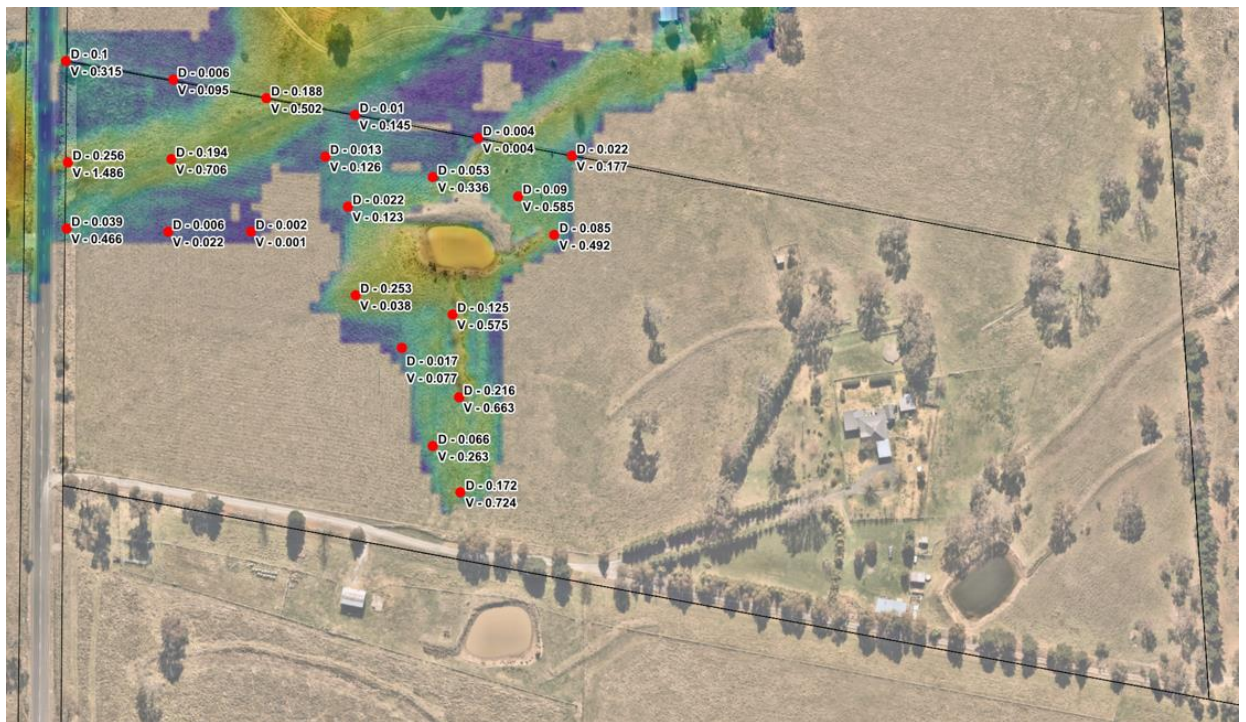 D - 0.1
V - 0.315
D - 0.006
V - 0.095
D - 0.188
V - 0.502
D - 0.01
V - 0.145
D - 0.004
V - 0.004
D - 0.022
V - 0.177
D - 0.256
V - 1.486
D - 0.194
V - 0.706
D - 0.013
V - 0.126
D - 0.053
V - 0.336
D - 0.09
V - 0.585
D - 0.022
V - 0.123
D - 0.039
V - 0.466
D - 0.006
V - 0.022
D - 0.002
V - 0.001
D - 0.085
V - 0.492
D - 0.253
V - 0.038
D - 0.125
V - 0.575
D - 0.017
V - 0.077
D - 0.216
V - 0.663
D - 0.066
V - 0.263
D - 0.172
V - 0.724